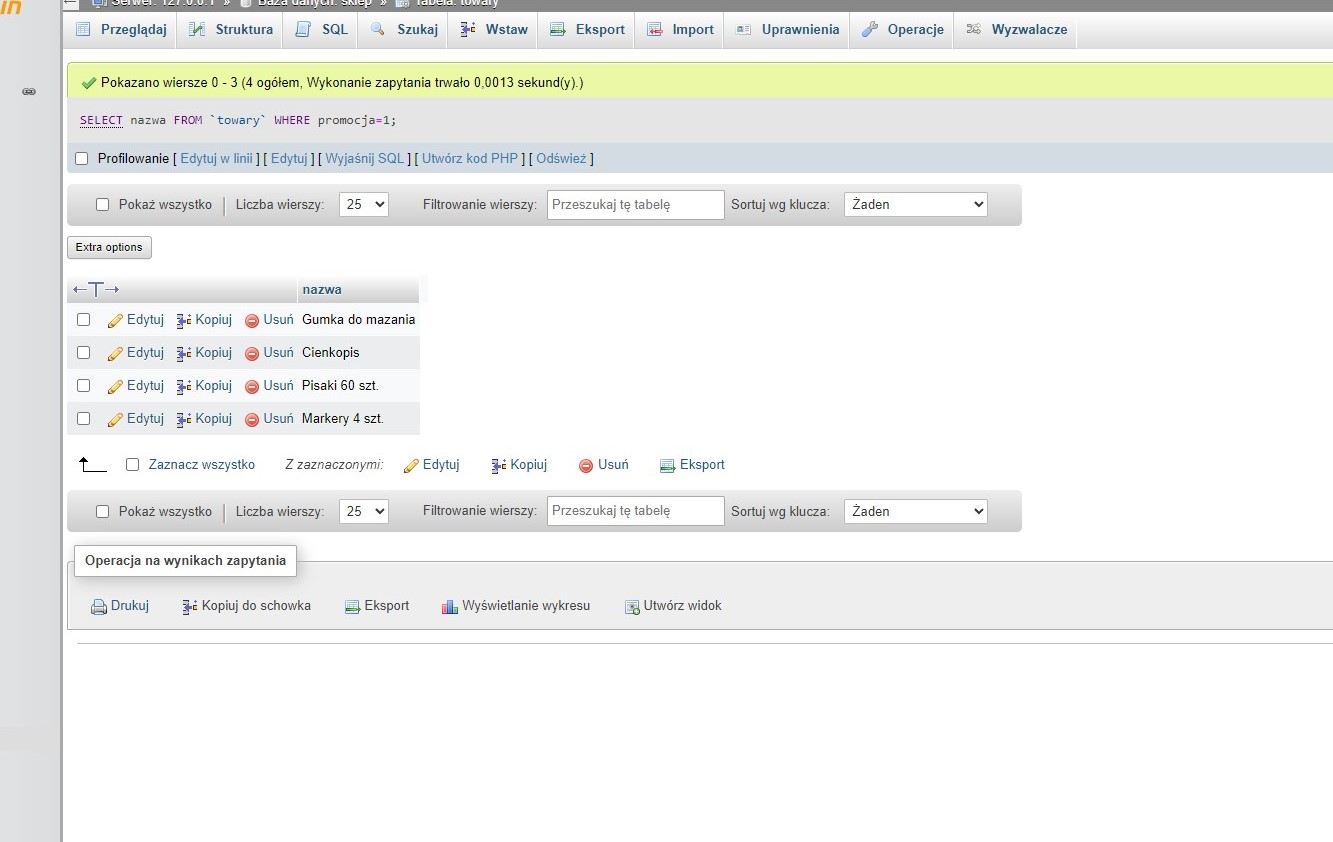 in
Serwer: 127.0.0.1 » Baza danych: sklep » Tabela: towary
Przeglądaj Struktura SQL Szukaj Wstaw Eksport Import Uprawnienia Operacje Wyzwalacze
Pokazano wiersze 0 - 3 (4 ogółem, Wykonanie zapytania trwało 0,0013 sekund(y).)
SELECT nazwa FROM `towary` WHERE promocja=1;
Profilowanie [ Edytuj w linii ] [ Edytuj ] [ Wyjaśnij SQL ] [ Utwórz kod PHP ] [ Odśwież ]
Pokaż wszystko | Liczba wierszy: 25 Filtrowanie wierszy: Przeszukaj tę tabelę Sortuj wg klucza: Żaden
Extra options
←T→ nazwa
Edytuj Kopiuj Usuń Gumka do mazania
Edytuj Kopiuj Usuń Cienkopis
Edytuj Kopiuj Usuń Pisaki 60 szt.
Edytuj Kopiuj Usuń Markery 4 szt.
Zaznacz wszystko Z zaznaczonymi: Edytuj Kopiuj Usuń Eksport
Pokaż wszystko | Liczba wierszy: 25 Filtrowanie wierszy: Przeszukaj tę tabelę Sortuj wg klucza: Żaden
Operacja na wynikach zapytania
Drukuj Kopiuj do schowka Eksport Wyświetlanie wykresu Utwórz widok